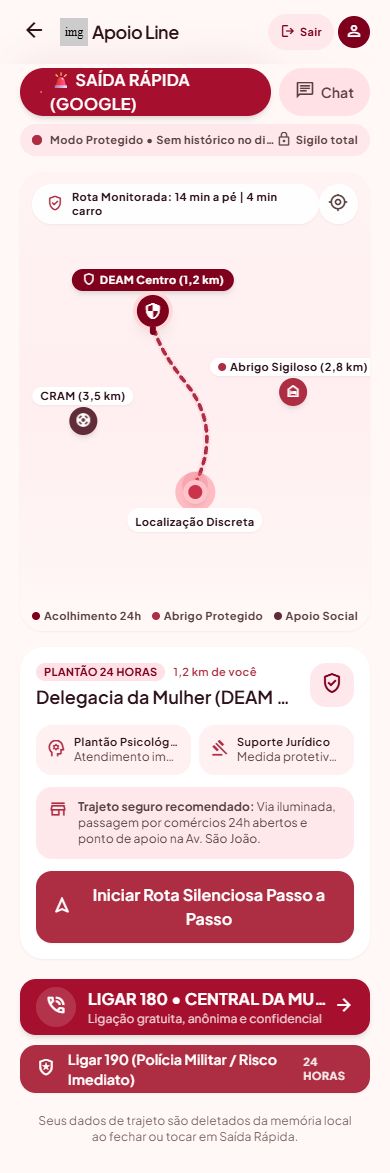 img Apoio Line Sair
🚨 SAÍDA RÁPIDA
(GOOGLE)
Chat
Modo Protegido • Sem histórico no di... Sigilo total
Rota Monitorada: 14 min a pé | 4 min
carro
DEAM Centro (1,2 km)
Abrigo Sigiloso (2,8 km)
CRAM (3,5 km)
Localização Discreta
Acolhimento 24h Abrigo Protegido Apoio Social
PLANTÃO 24 HORAS 1,2 km de você
Delegacia da Mulher (DEAM ...
Plantão Psicológ...
Atendimento im...
Suporte Jurídico
Medida protetiv...
Trajeto seguro recomendado: Via iluminada,
passagem por comércios 24h abertos e
ponto de apoio na Av. São João.
Iniciar Rota Silenciosa Passo a
Passo
LIGAR 180 • CENTRAL DA MU...
Ligação gratuita, anônima e confidencial
Ligar 190 (Polícia Militar / Risco
Imediato)
24
HORAS
Seus dados de trajeto são deletados da memória local
ao fechar ou tocar em Saída Rápida.